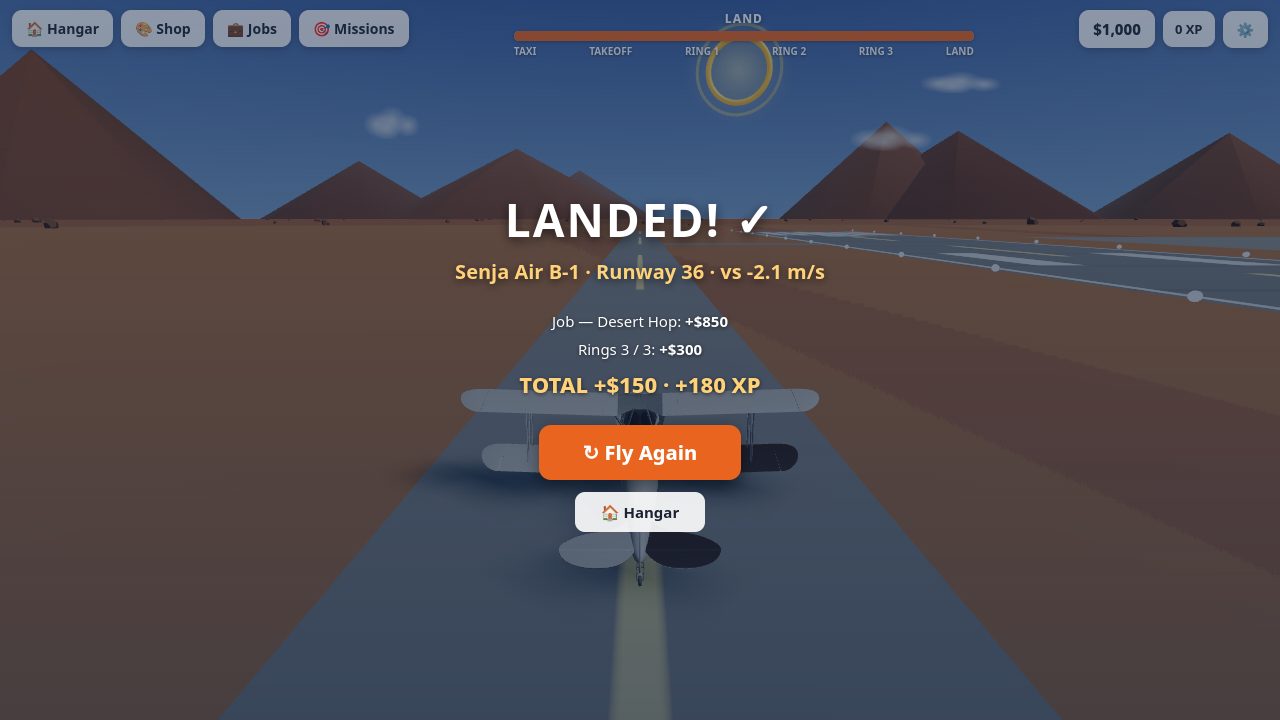 🏠 Hangar
🎨 Shop
💼 Jobs
🎯 Missions
LAND
TAXI
TAKEOFF
RING 1
RING 2
RING 3
LAND
$1,000
0 XP
LANDED! ✓
Senja Air B-1 · Runway 36 · vs -2.1 m/s
Job — Desert Hop: +$850
Rings 3 / 3: +$300
TOTAL +$150 · +180 XP
↻ Fly Again
🏠 Hangar